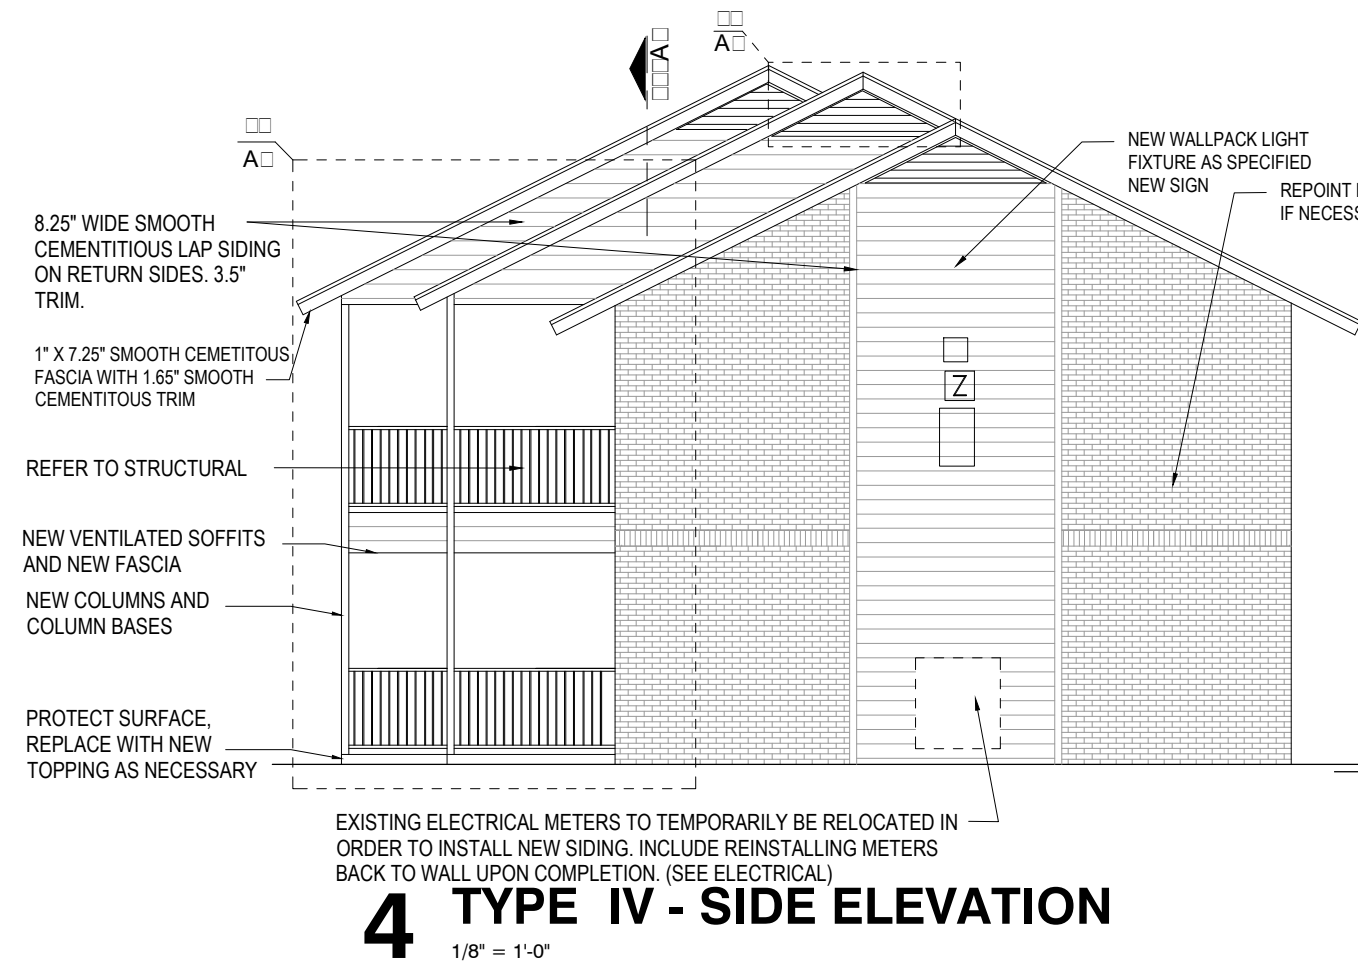 A
A
A
NEW WALLPACK LIGHT
FIXTURE AS SPECIFIED
NEW SIGN
REPOINT
IF
8.25" WIDE SMOOTH
CEMENTITIOUS LAP SIDING
ON RETURN SIDES. 3.5"
TRIM.
1" X 7.25" SMOOTH CEMETITOUS
FASCIA WITH 1.65" SMOOTH
CEMENTITOUS TRIM
Z
REFER TO STRUCTURAL
NEW VENTILATED SOFFITS
AND NEW FASCIA
NEW COLUMNS AND
COLUMN BASES
PROTECT SURFACE,
REPLACE WITH NEW
TOPPING AS NECESSARY
EXISTING ELECTRICAL METERS TO TEMPORARILY BE RELOCATED IN
ORDER TO INSTALL NEW SIDING. INCLUDE REINSTALLING METERS
BACK TO WALL UPON COMPLETION. (SEE ELECTRICAL)
4 TYPE IV - SIDE ELEVATION
1/8" = 1'-0"